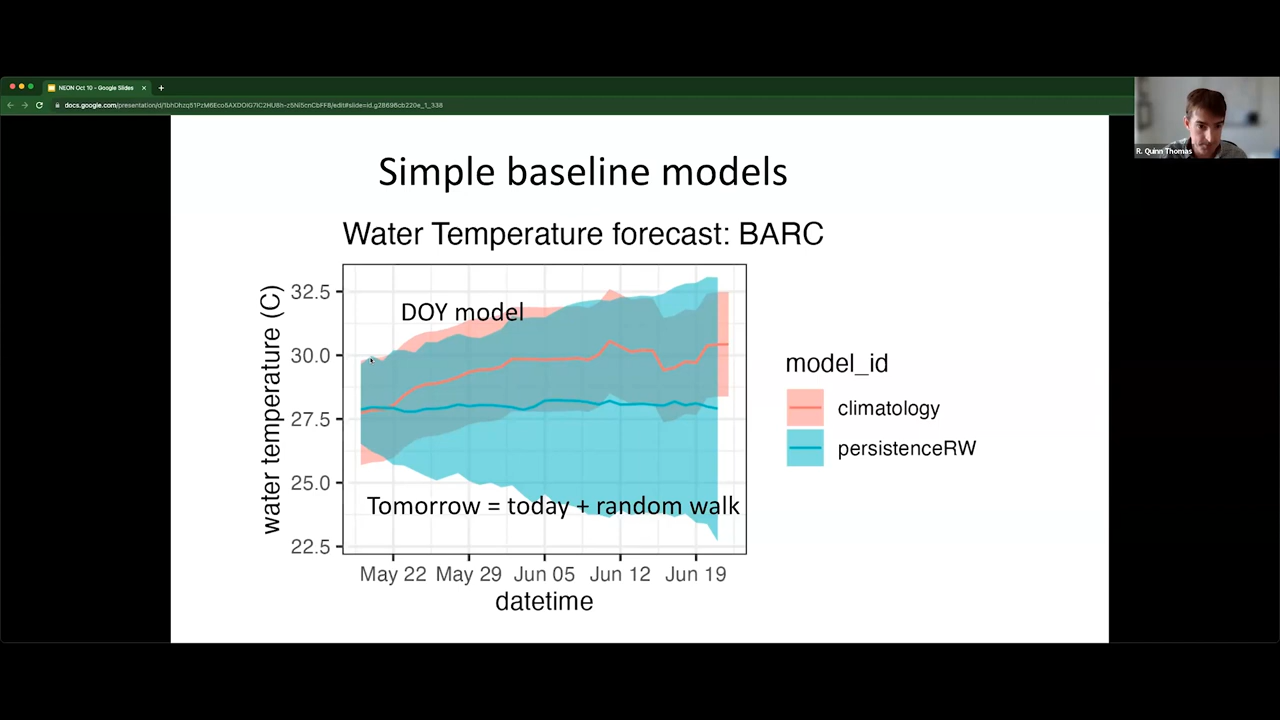 NEON Oct 10 - Google Slides
R. Quinn Thomas
Simple baseline models
Water Temperature forecast: BARC
water temperature (C)
32.5
30.0
27.5
25.0
22.5
DOY model
Tomorrow = today + random walk
May 22 May 29 Jun 05 Jun 12 Jun 19
datetime
model_id
climatology
persistenceRW